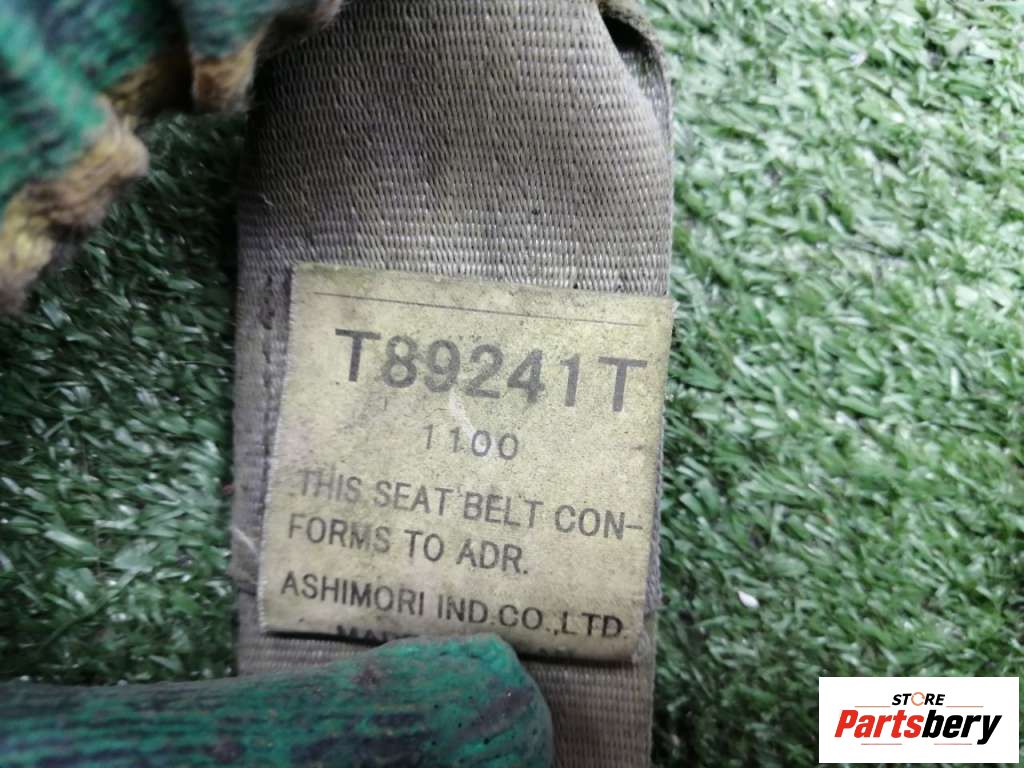 T89241T
1100
THIS SEAT BELT CON-
FORMS TO ADR.
ASHIMORI IND.CO.,LTD.
STORE
Partsbery